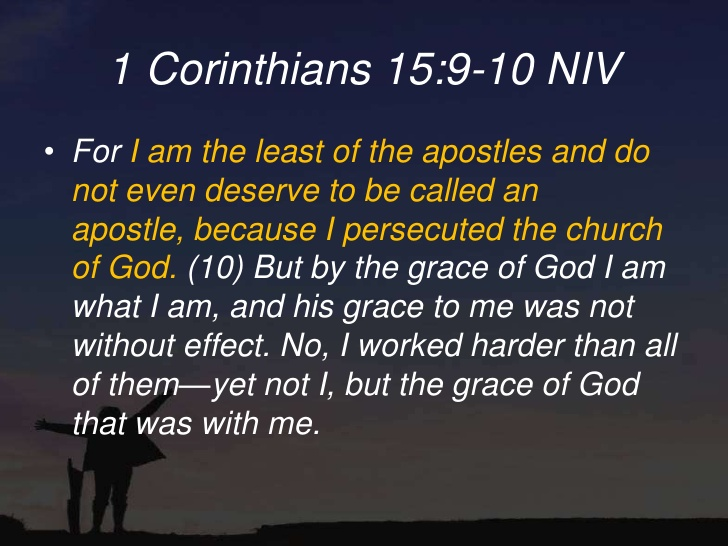 1 Corinthians 15:9-10 NIV
• For I am the least of the apostles and do
not even deserve to be called an
apostle, because I persecuted the church
of God. (10) But by the grace of God I am
what I am, and his grace to me was not
without effect. No, I worked harder than all
of them—yet not I, but the grace of God
that was with me.